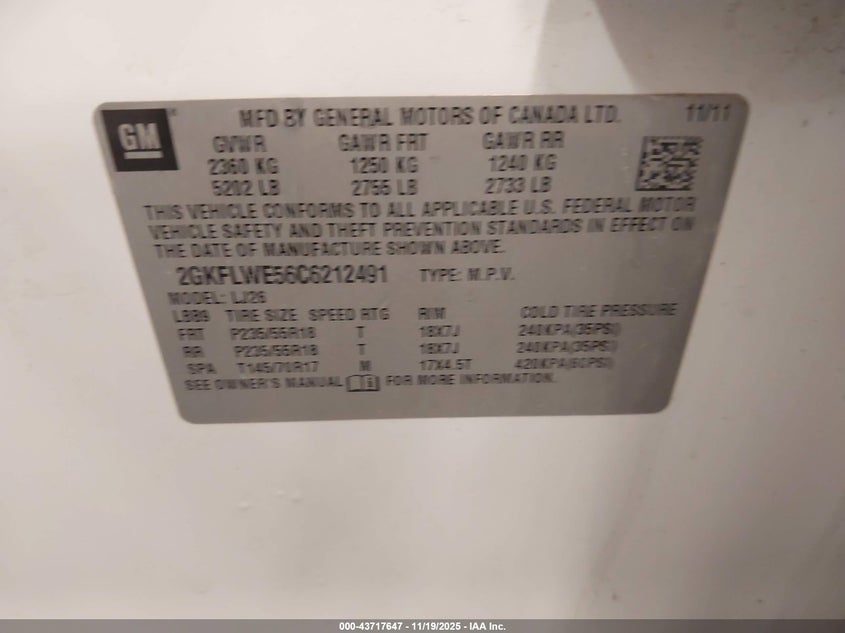 GM
MFD BY GENERAL MOTORS OF CANADA LTD. 11/11
GVWR GAWR FRT GAWR RR
2360 KG 1250 KG 1240 KG
5202 LB 2755 LB 2733 LB
THIS VEHICLE CONFORMS TO ALL APPLICABLE U.S. FEDERAL MOTOR
VEHICLE SAFETY AND THEFT PREVENTION STANDARDS IN EFFECT ON
THE DATE OF MANUFACTURE SHOWN ABOVE.
2GKFLWE56C6212491 TYPE: M.P.V.
MODEL: LJ26
TIRE SIZE SPEED RTG RIM COLD TIRE PRESSURE
FRT P235/55R18 T 18X7J 240KPA(35PSI)
RR P235/55R18 T 18X7J 240KPA(35PSI)
SPA T145/70R17 M 17X4.5T 420KPA(60PSI)
SEE OWNER'S MANUAL FOR MORE INFORMATION.
000-43717647 - 11/19/2025 - IAA Inc.